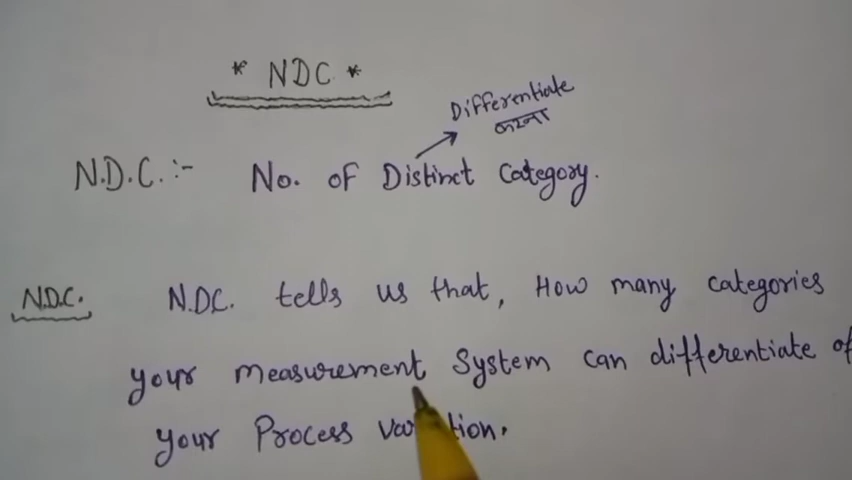 * NDC *
Differentiate
करना
N.D.C. :- No. of Distinct Category.
N.D.C. N.D.C. tells us that, How many categories
your measurement System can differentiate of
your Process